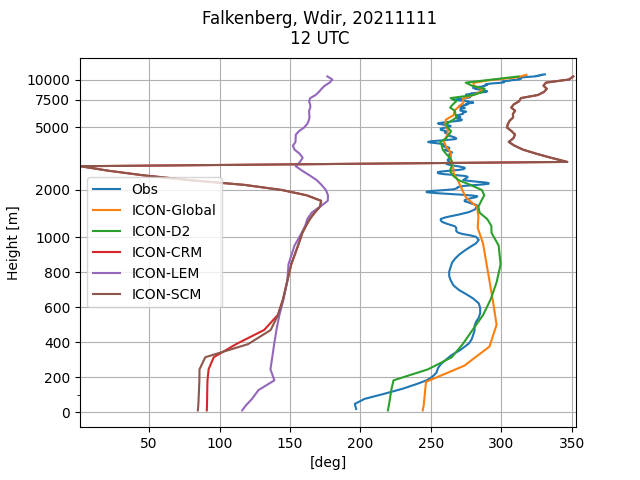 Falkenberg, Wdir, 20211111
12 UTC
Height [m]
10000
7500
5000
2000
1000
800
600
400
200
0
Obs
ICON-Global
ICON-D2
ICON-CRM
ICON-LEM
ICON-SCM
50
100
150
200
250
300
350
[deg]